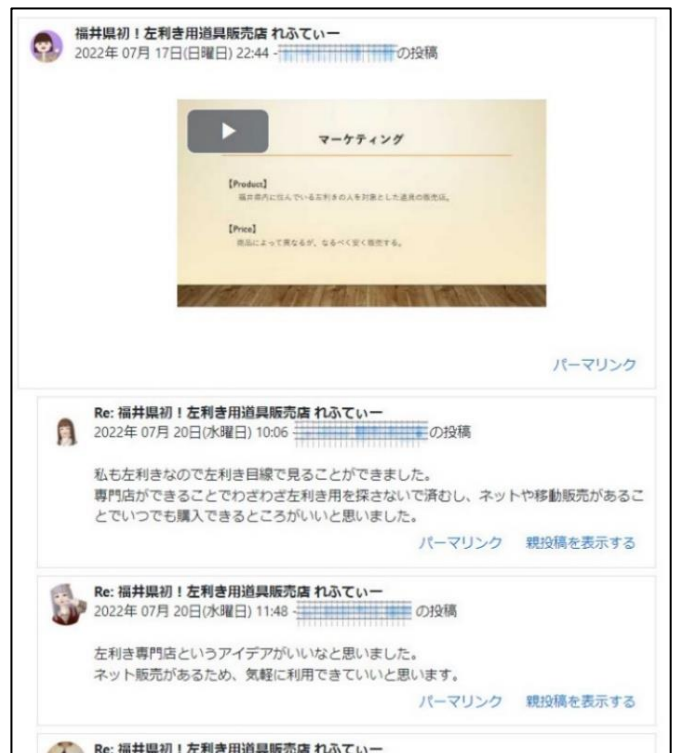 福井県初！左利き用道具販売店 れふてぃー
2022年 07月 17日(日曜日) 22:44 - の投稿
マーケティング
【Product】
福井県内に住んでいる左利きの人を対象とした道具の販売店。
【Price】
商品によって異なるが、なるべく安く販売する。
パーマリンク
Re: 福井県初！左利き用道具販売店 れふてぃー
2022年 07月 20日(水曜日) 10:06 - の投稿
私も左利きなので左利き目線で見ることができました。
専門店ができることでわざわざ左利き用を探さないで済むし、ネットや移動販売があるこ
とでいつでも購入できるところがいいと思いました。
パーマリンク 親投稿を表示する
Re: 福井県初！左利き用道具販売店 れふてぃー
2022年 07月 20日(水曜日) 11:48 - の投稿
左利き専門店というアイデアがいいなと思いました。
ネット販売があるため、気軽に利用できていいと思います。
パーマリンク 親投稿を表示する
Re: 福井県初！左利き用道具販売店 れふてぃー